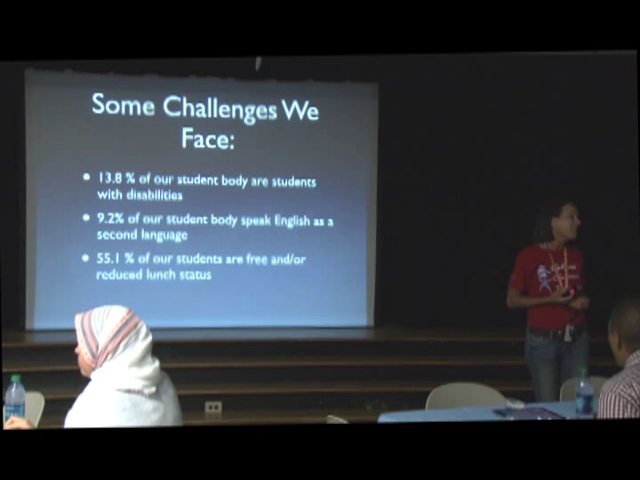 Some Challenges We
Face:
• 13.8 % of our student body are students
with disabilities
• 9.2% of our student body speak English as a
second language
• 55.1 % of our students are free and/or
reduced lunch status